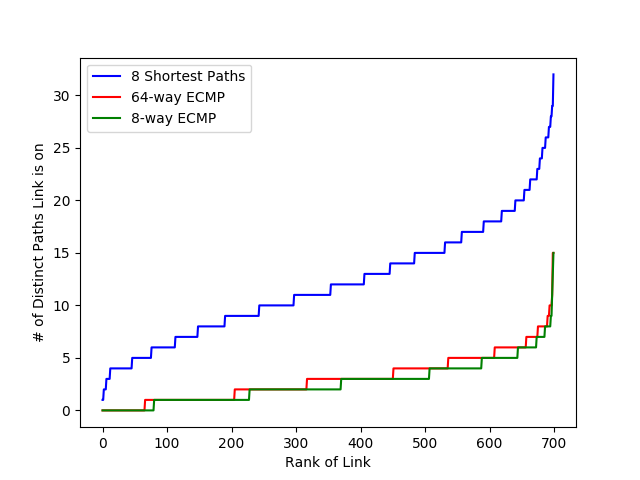 8 Shortest Paths
64-way ECMP
8-way ECMP
# of Distinct Paths Link is on
30
25
20
15
10
5
0
0 100 200 300 400 500 600 700
Rank of Link